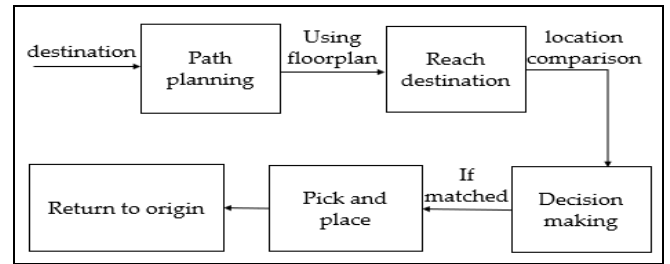 destination
Path
planning
Using
floorplan
Reach
destination
location
comparison
Decision
making
If
matched
Pick and
place
Return to origin